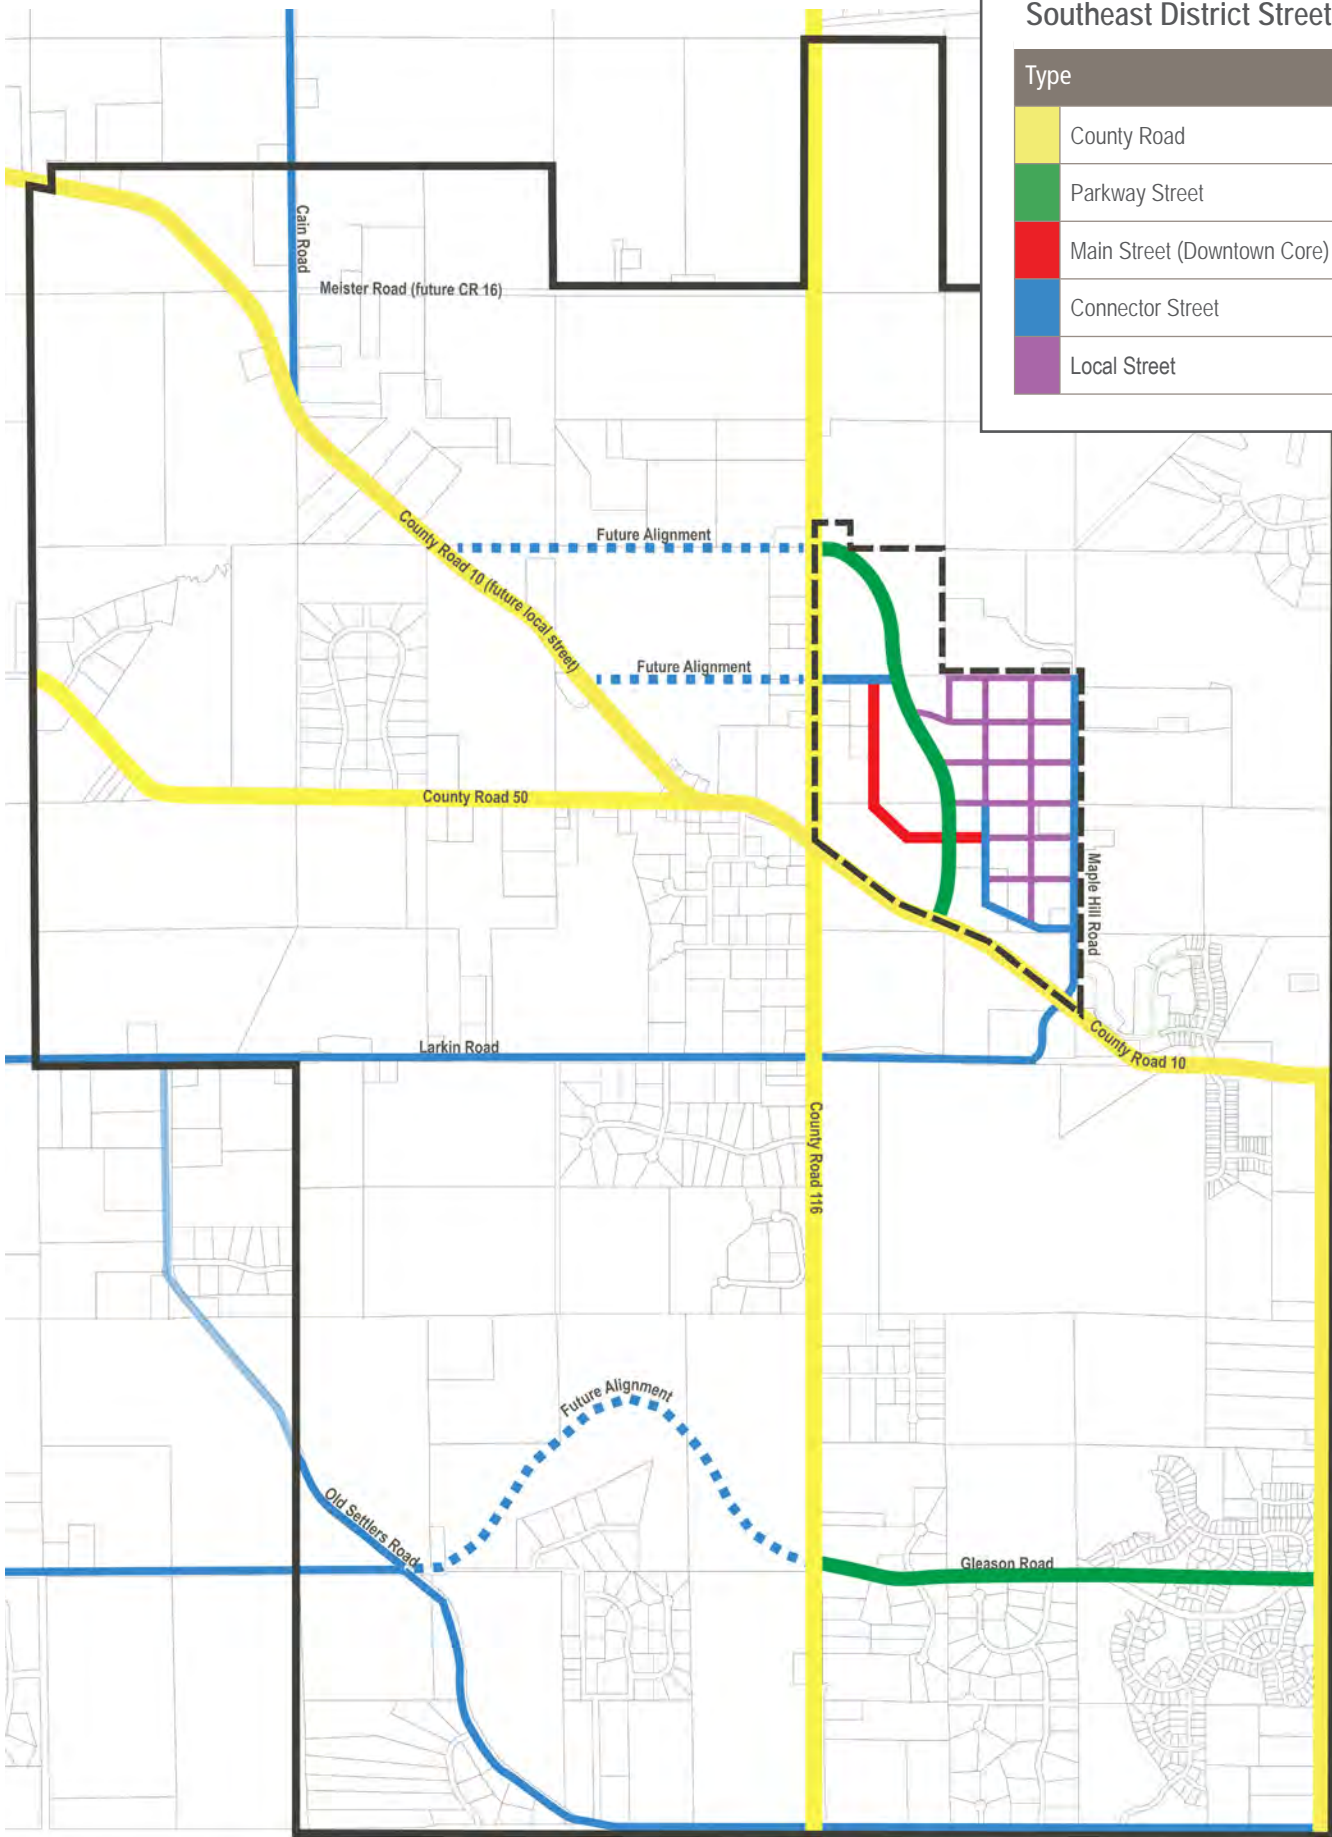 Southeast District Street
Type
County Road
Parkway Street
Main Street (Downtown Core)
Connector Street
Local Street
Cain Road
Meister Road (future CR 16)
County Road 10 (future local street)
Future Alignment
Future Alignment
County Road 50
Maple Hill Road
County Road 10
Larkin Road
County Road 116
Future Alignment
Old Settlers Road
Gleason Road